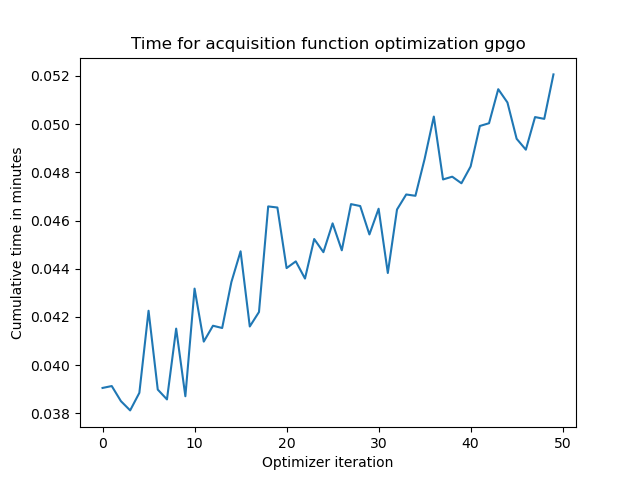 Time for acquisition function optimization gpgo
Cumulative time in minutes
0.052
0.050
0.048
0.046
0.044
0.042
0.040
0.038
0 10 20 30 40 50
Optimizer iteration